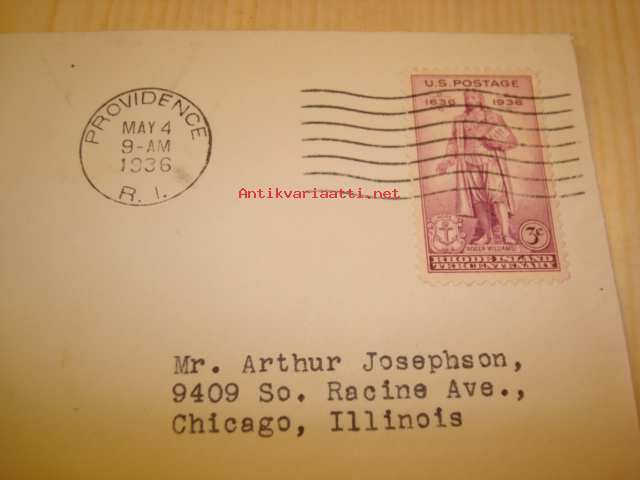 PROVIDENCE
MAY 4
9-AM
1936
R. I.
U.S. POSTAGE
1636 1936
ROGER WILLIAMS
3¢
RHODE ISLAND
TERCENTENARY
Antikvariaatti.net
Mr. Arthur Josephson,
9409 So. Racine Ave.,
Chicago, Illinois